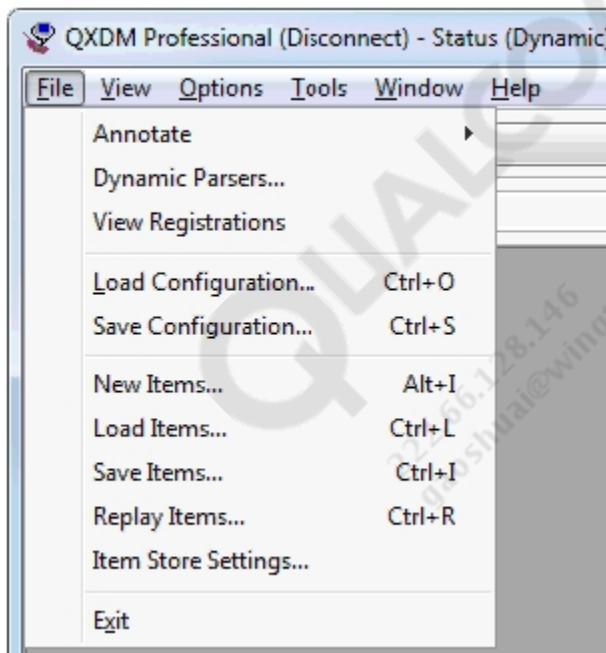 QXDM Professional (Disconnect) - Status (Dynamic)
File View Options Tools Window Help
Annotate
Dynamic Parsers...
View Registrations
Load Configuration... Ctrl+O
Save Configuration... Ctrl+S
New Items... Alt+I
Load Items... Ctrl+L
Save Items... Ctrl+I
Replay Items... Ctrl+R
Item Store Settings...
Exit
QUALCO